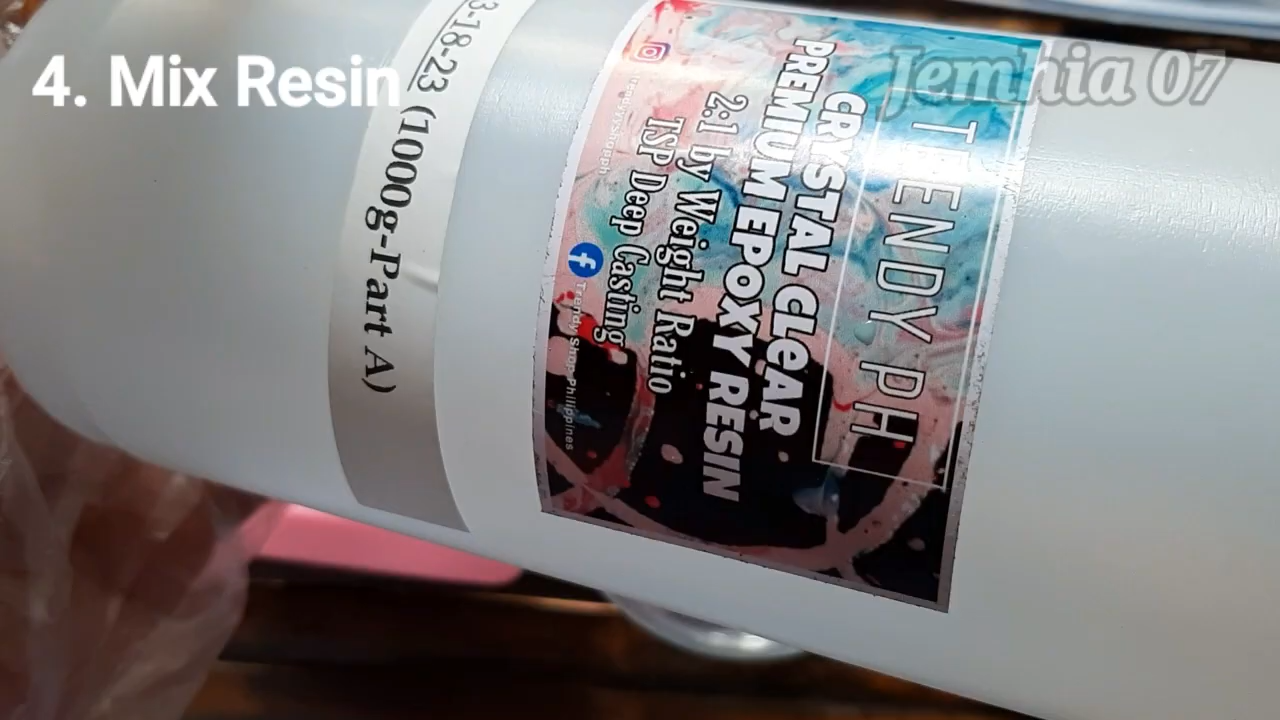 4. Mix Resin
Jemhia 07
3-18-23 (1000g-Part A)
TRENDY PH
CRYSTAL CLEAR
PREMIUM EPOXY RESIN
2:1 by Weight Ratio
TSP Deep Casting
Trendy Shop Philippines